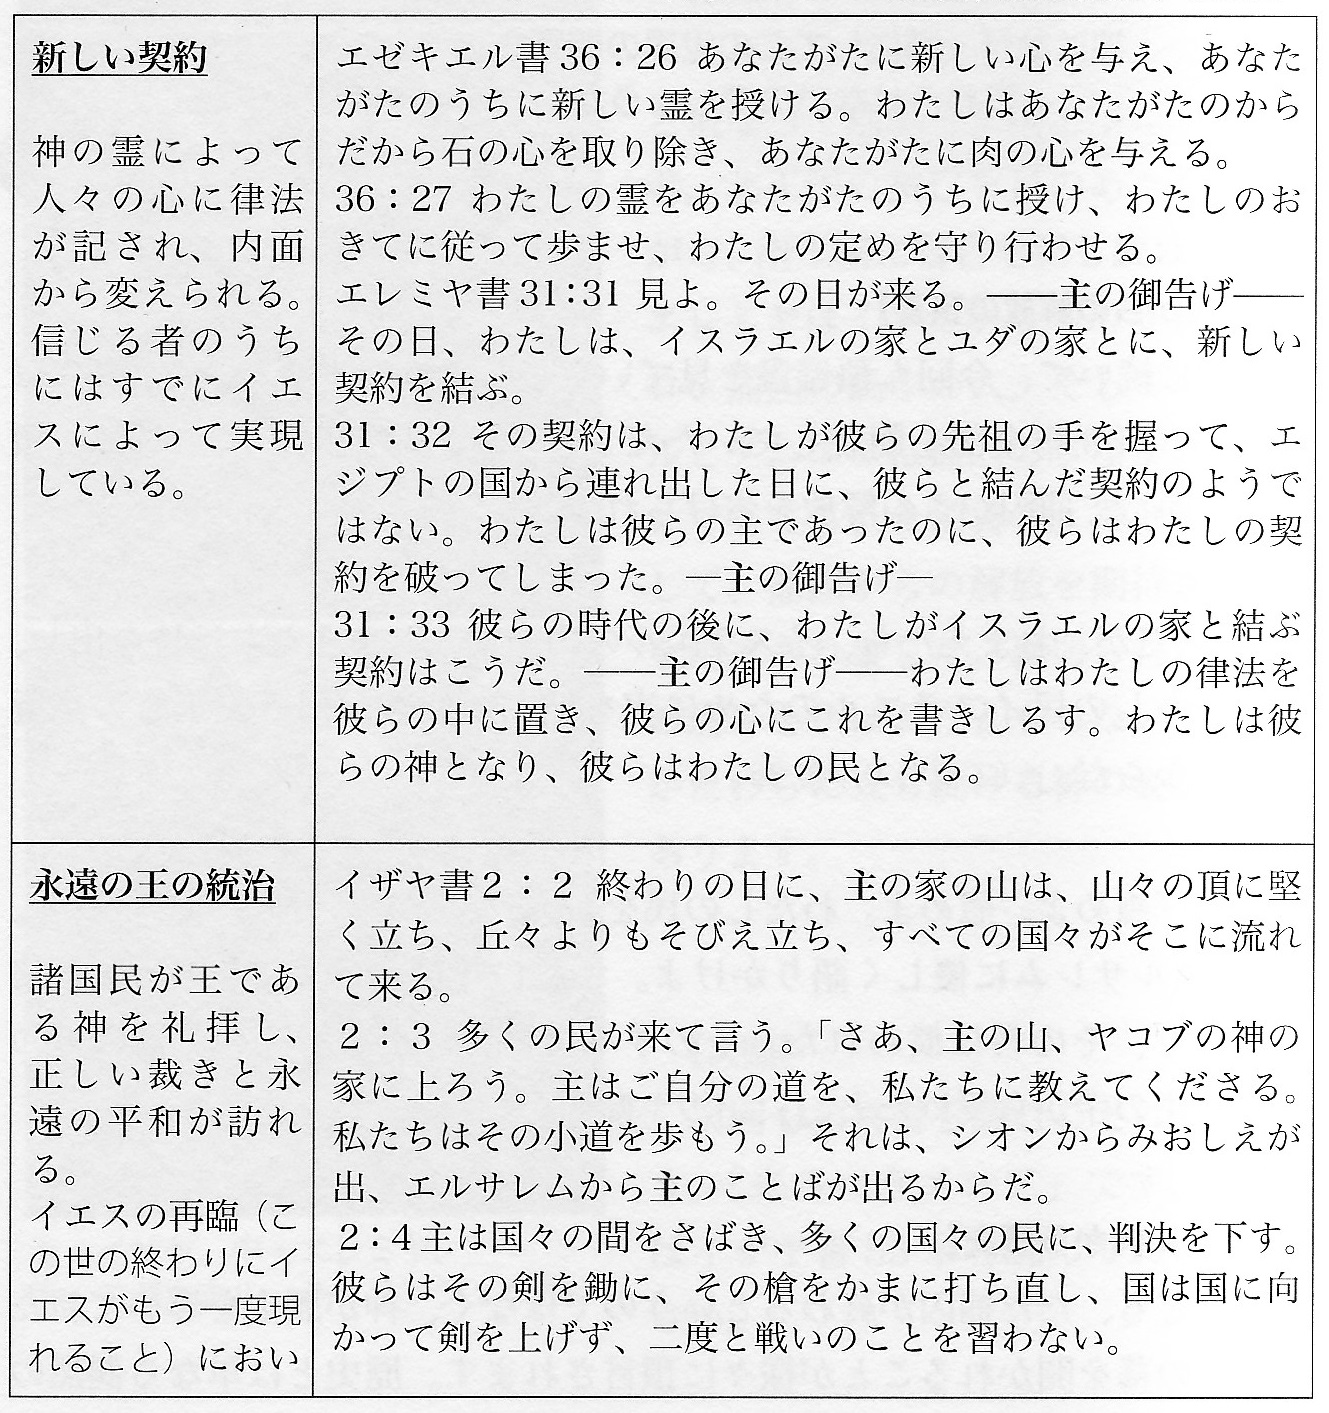 新しい契約
神の霊によって
人々の心に律法
が記され、内面
から変えられる。
信じる者のうち
にはすでにイエ
スによって実現
している。
エゼキエル書36：26 あなたがたに新しい心を与え、あなた
がたのうちに新しい霊を授ける。わたしはあなたがたのから
だから石の心を取り除き、あなたがたに肉の心を与える。
36：27 わたしの霊をあなたがたのうちに授け、わたしのお
きてに従って歩ませ、わたしの定めを守り行わせる。
エレミヤ書31：31 見よ。その日が来る。――主の御告げ――
その日、わたしは、イスラエルの家とユダの家とに、新しい
契約を結ぶ。
31：32 その契約は、わたしが彼らの先祖の手を握って、エ
ジプトの国から連れ出した日に、彼らと結んだ契約のようで
はない。わたしは彼らの主であったのに、彼らはわたしの契
約を破ってしまった。―主の御告げ―
31：33 彼らの時代の後に、わたしがイスラエルの家と結ぶ
契約はこうだ。――主の御告げ――わたしはわたしの律法を
彼らの中に置き、彼らの心にこれを書きしるす。わたしは彼
らの神となり、彼らはわたしの民となる。
永遠の王の統治
諸国民が王であ
る神を礼拝し、
正しい裁きと永
遠の平和が訪れ
る。
イエスの再臨（こ
の世の終わりにイ
エスがもう一度現
れること）におい
イザヤ書２：２ 終わりの日に、主の家の山は、山々の頂に堅
く立ち、丘々よりもそびえ立ち、すべての国々がそこに流れ
て来る。
２：３ 多くの民が来て言う。「さあ、主の山、ヤコブの神の
家に上ろう。主はご自分の道を、私たちに教えてくださる。
私たちはその小道を歩もう。」それは、シオンからみおしえが
出、エルサレムから主のことばが出るからだ。
２：４主は国々の間をさばき、多くの国々の民に、判決を下す。
彼らはその剣を鋤に、その槍をかまに打ち直し、国は国に向
かって剣を上げず、二度と戦いのことを習わない。